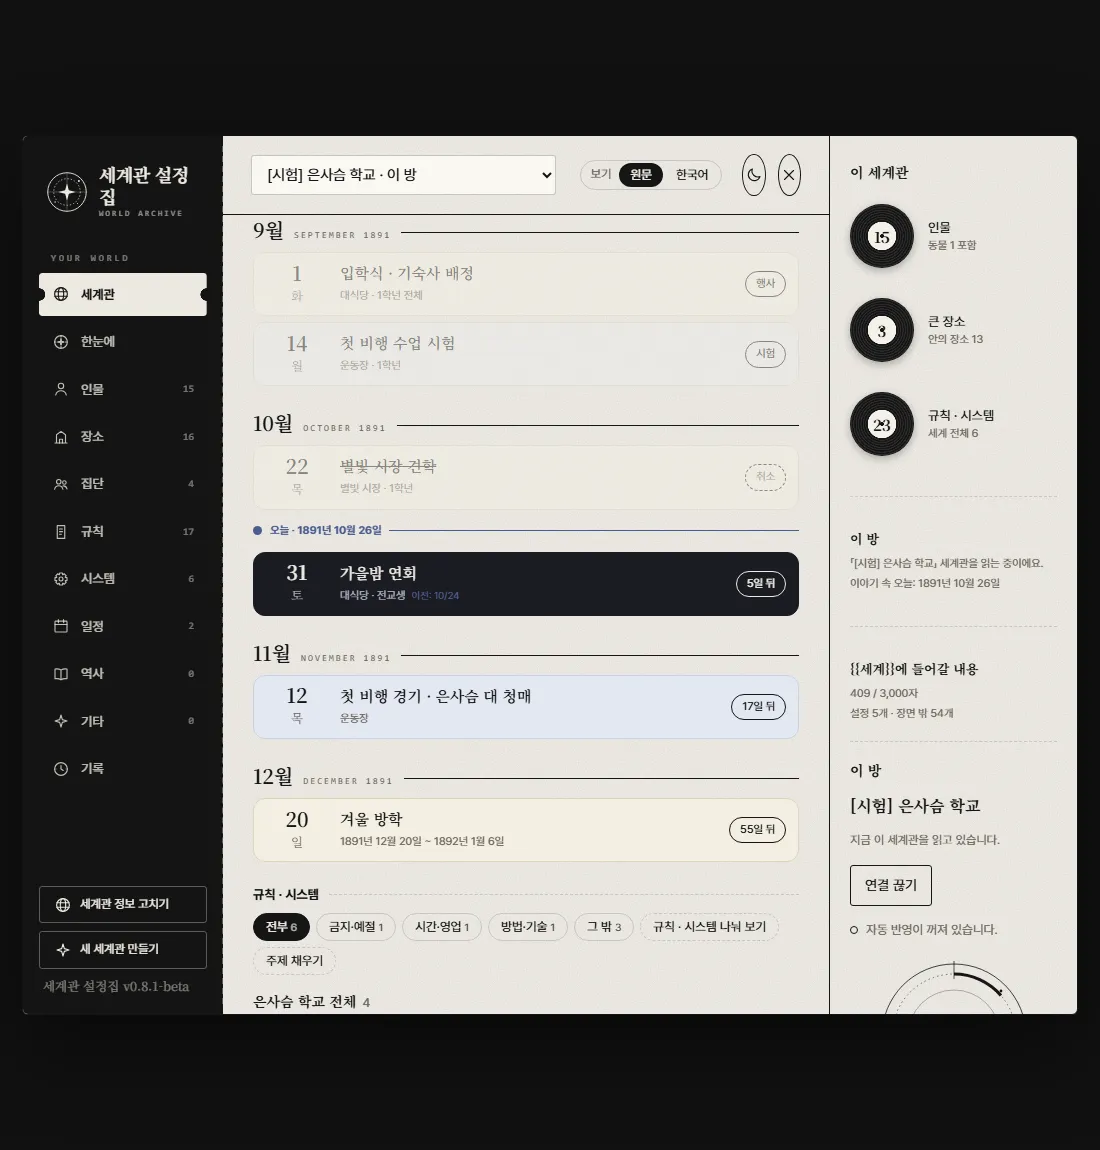 세계관 설정
집
WORLD ARCHIVE
YOUR WORLD
세계관
한눈에
인물 15
장소 16
집단 4
규칙 17
시스템 6
일정 2
역사 0
기타 0
기록
세계관 정보 고치기
새 세계관 만들기
세계관 설정집 v0.8.1-beta
[시험] 은사슴 학교 · 이 방
보기 원문 한국어
9월 SEPTEMBER 1891
1 입학식 · 기숙사 배정
화 대식당 · 1학년 전체
행사
14 첫 비행 수업 시험
월 운동장 · 1학년
시험
10월 OCTOBER 1891
22 별빛 시장 견학
목 별빛 시장 · 1학년
취소
오늘 · 1891년 10월 26일
31 가을밤 연회
토 대식당 · 전교생 이전: 10/24
5일 뒤
11월 NOVEMBER 1891
12 첫 비행 경기 · 은사슴 대 청매
목 운동장
17일 뒤
12월 DECEMBER 1891
20 겨울 방학
일 1891년 12월 20일 ~ 1892년 1월 6일
55일 뒤
규칙 · 시스템
전부 6 금지·예절 1 시간·영업 1 방법·기술 1 그 밖 3 규칙 · 시스템 나눠 보기
주제 채우기
은사슴 학교 전체 4
이 세계관
15 인물
동물 1 포함
3 큰 장소
안의 장소 13
23 규칙 · 시스템
세계 전체 6
이 방
「[시험] 은사슴 학교」 세계관을 읽는 중이에요.
이야기 속 오늘: 1891년 10월 26일
{{세계}}에 들어갈 내용
409 / 3,000자
설정 5개 · 장면 밖 54개
이 방
[시험] 은사슴 학교
지금 이 세계관을 읽고 있습니다.
연결 끊기
자동 반영이 꺼져 있습니다.